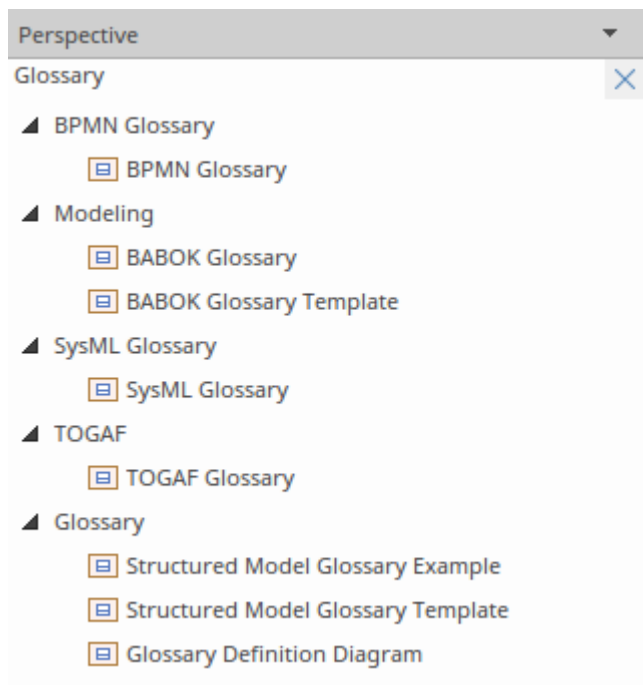 Perspective
Glossary
BPMN Glossary
BPMN Glossary
Modeling
BABOK Glossary
BABOK Glossary Template
SysML Glossary
SysML Glossary
TOGAF
TOGAF Glossary
Glossary
Structured Model Glossary Example
Structured Model Glossary Template
Glossary Definition Diagram